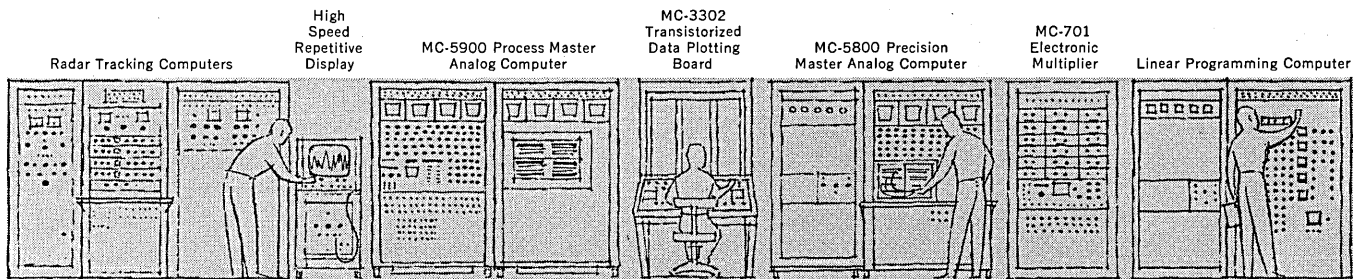 Radar Tracking Computers
High
Speed
Repetitive
Display
MC-5900 Process Master
Analog Computer
MC-3302
Transistorized
Data Plotting
Board
MC-5800 Precision
Master Analog Computer
MC-701
Electronic
Multiplier
Linear Programming Computer